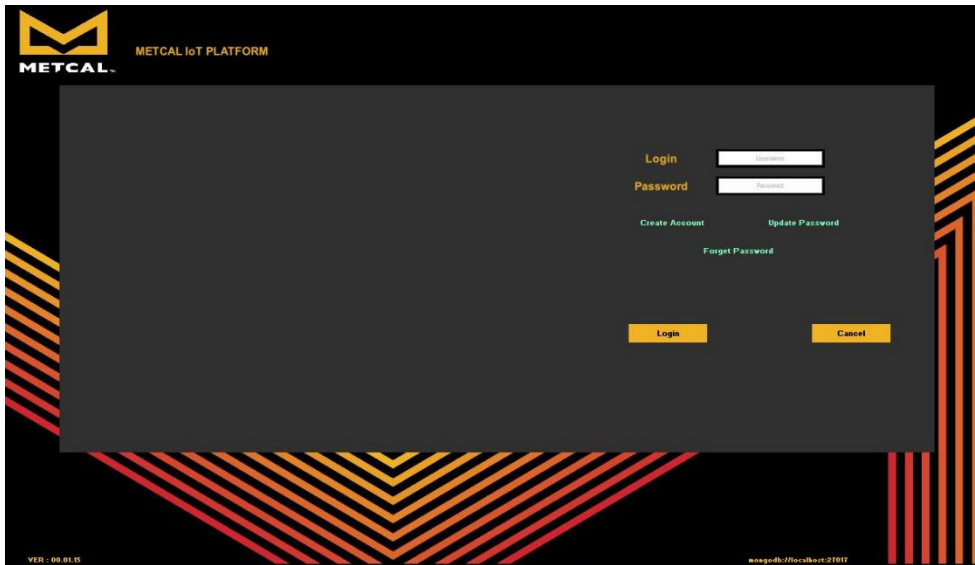 METCAL IoT PLATFORM
METCAL
Login Username
Password Password
Create Account Update Password
Forget Password
Login Cancel
VER : 00.01.15 mongodb://localhost:27017